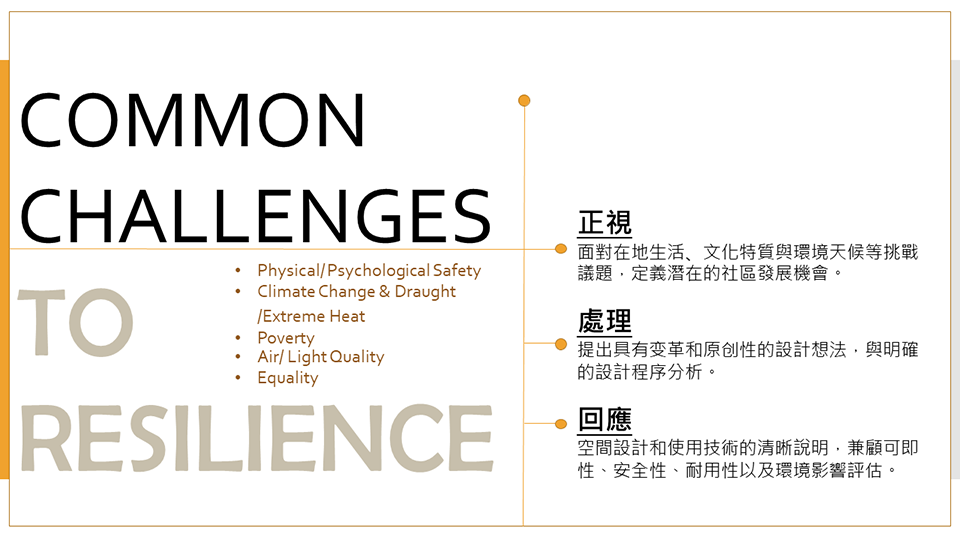 COMMON
CHALLENGES
• Physical/Psychological Safety
• Climate Change & Draught
/Extreme Heat
• Poverty
• Air/ Light Quality
• Equality
TO
RESILIENCE
正視
面對在地生活、文化特質與環境天候等挑戰
議題，定義潛在的社區發展機會。
處理
提出具有变革和原创性的設計想法，與明確
的設計程序分析。
回應
空間設計和使用技術的清晰說明，兼顧可即
性、安全性、耐用性以及環境影響評估。